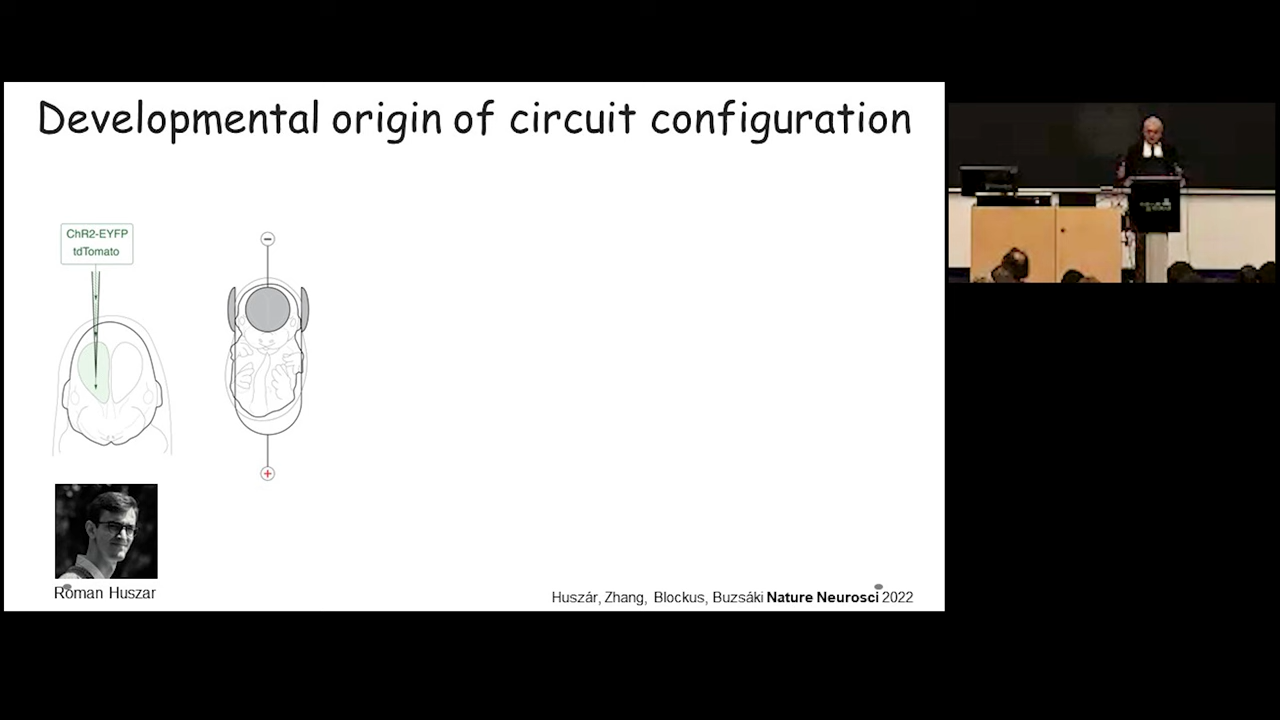 Developmental origin of circuit configuration
ChR2-EYFP
tdTomato
−
+
Roman Huszar
Huszár, Zhang, Blockus, Buzsáki Nature Neurosci 2022